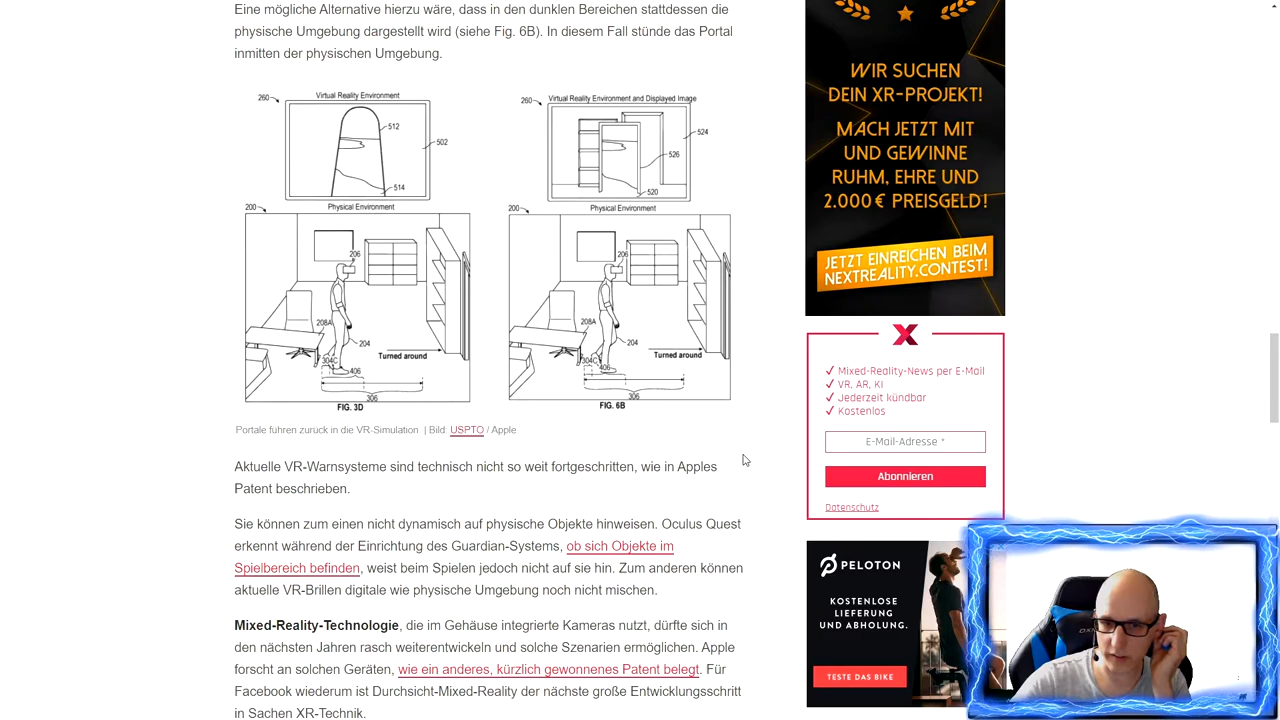 Eine mögliche Alternative hierzu wäre, dass in den dunklen Bereichen stattdessen die
physische Umgebung dargestellt wird (siehe Fig. 6B). In diesem Fall stünde das Portal
inmitten der physischen Umgebung.
Virtual Reality Environment
260
512
502
514
Physical Environment
200
206
208A
204
304C
406
Turned around
306
FIG. 3D
Virtual Reality Environment and Displayed Image
260
524
526
520
Physical Environment
200
206
208A
204
304C
406
Turned around
306
FIG. 6B
Portale führen zurück in die VR-Simulation. | Bild: USPTO / Apple
Aktuelle VR-Warnsysteme sind technisch nicht so weit fortgeschritten, wie in Apples
Patent beschrieben.
Sie können zum einen nicht dynamisch auf physische Objekte hinweisen. Oculus Quest
erkennt während der Einrichtung des Guardian-Systems, ob sich Objekte im
Spielbereich befinden, weist beim Spielen jedoch nicht auf sie hin. Zum anderen können
aktuelle VR-Brillen digitale wie physische Umgebung noch nicht mischen.
Mixed-Reality-Technologie, die im Gehäuse integrierte Kameras nutzt, dürfte sich in
den nächsten Jahren rasch weiterentwickeln und solche Szenarien ermöglichen. Apple
forscht an solchen Geräten, wie ein anderes, kürzlich gewonnenes Patent belegt. Für
Facebook wiederum ist Durchsicht-Mixed-Reality der nächste große Entwicklungsschritt
in Sachen XR-Technik.
WIR SUCHEN
DEIN XR-PROJEKT!
MACH JETZT MIT
UND GEWINNE
RUHM, EHRE UND
2.000 € PREISGELD!
JETZT EINREICHEN BEIM
NEXTREALITY.CONTEST!
✓ Mixed-Reality-News per E-Mail
✓ VR, AR, KI
✓ Jederzeit kündbar
✓ Kostenlos
E-Mail-Adresse *
Abonnieren
Datenschutz
PELOTON
KOSTENLOSE
LIEFERUNG
UND ABHOLUNG.
TESTE DAS BIKE